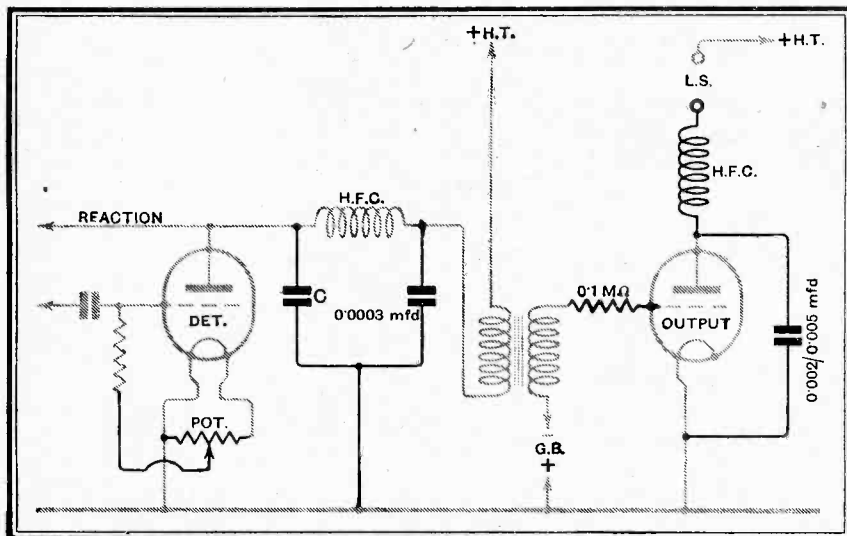 +H.T.
+H.T.
L.S.
H.F.C.
REACTION
H.F.C.
DET.
C
0·0003 mfd
0·1 MΩ
OUTPUT
0·002/0·005 mfd
POT.
−
G.B.
+